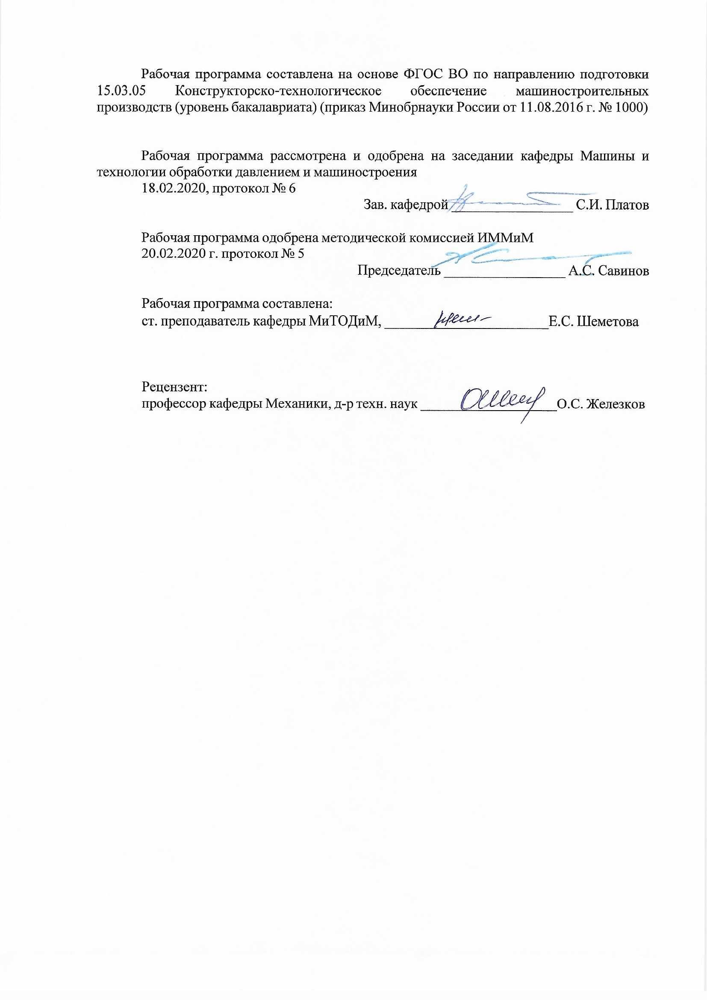 Рабочая программа составлена на основе ФГОС ВО по направлению подготовки
15.03.05 Конструкторско-технологическое обеспечение машиностроительных
производств (уровень бакалавриата) (приказ Минобрнауки России от 11.08.2016 г. № 1000)
Рабочая программа рассмотрена и одобрена на заседании кафедры Машины и
технологии обработки давлением и машиностроения
18.02.2020, протокол № 6
Зав. кафедрой ________________ С.И. Платов
Рабочая программа одобрена методической комиссией ИММиМ
20.02.2020 г. протокол № 5
Председатель ________________ А.С. Савинов
Рабочая программа составлена:
ст. преподаватель кафедры МиТОДиМ, ______________________Е.С. Шеметова
Рецензент:
профессор кафедры Механики, д-р техн. наук __________________О.С. Железков